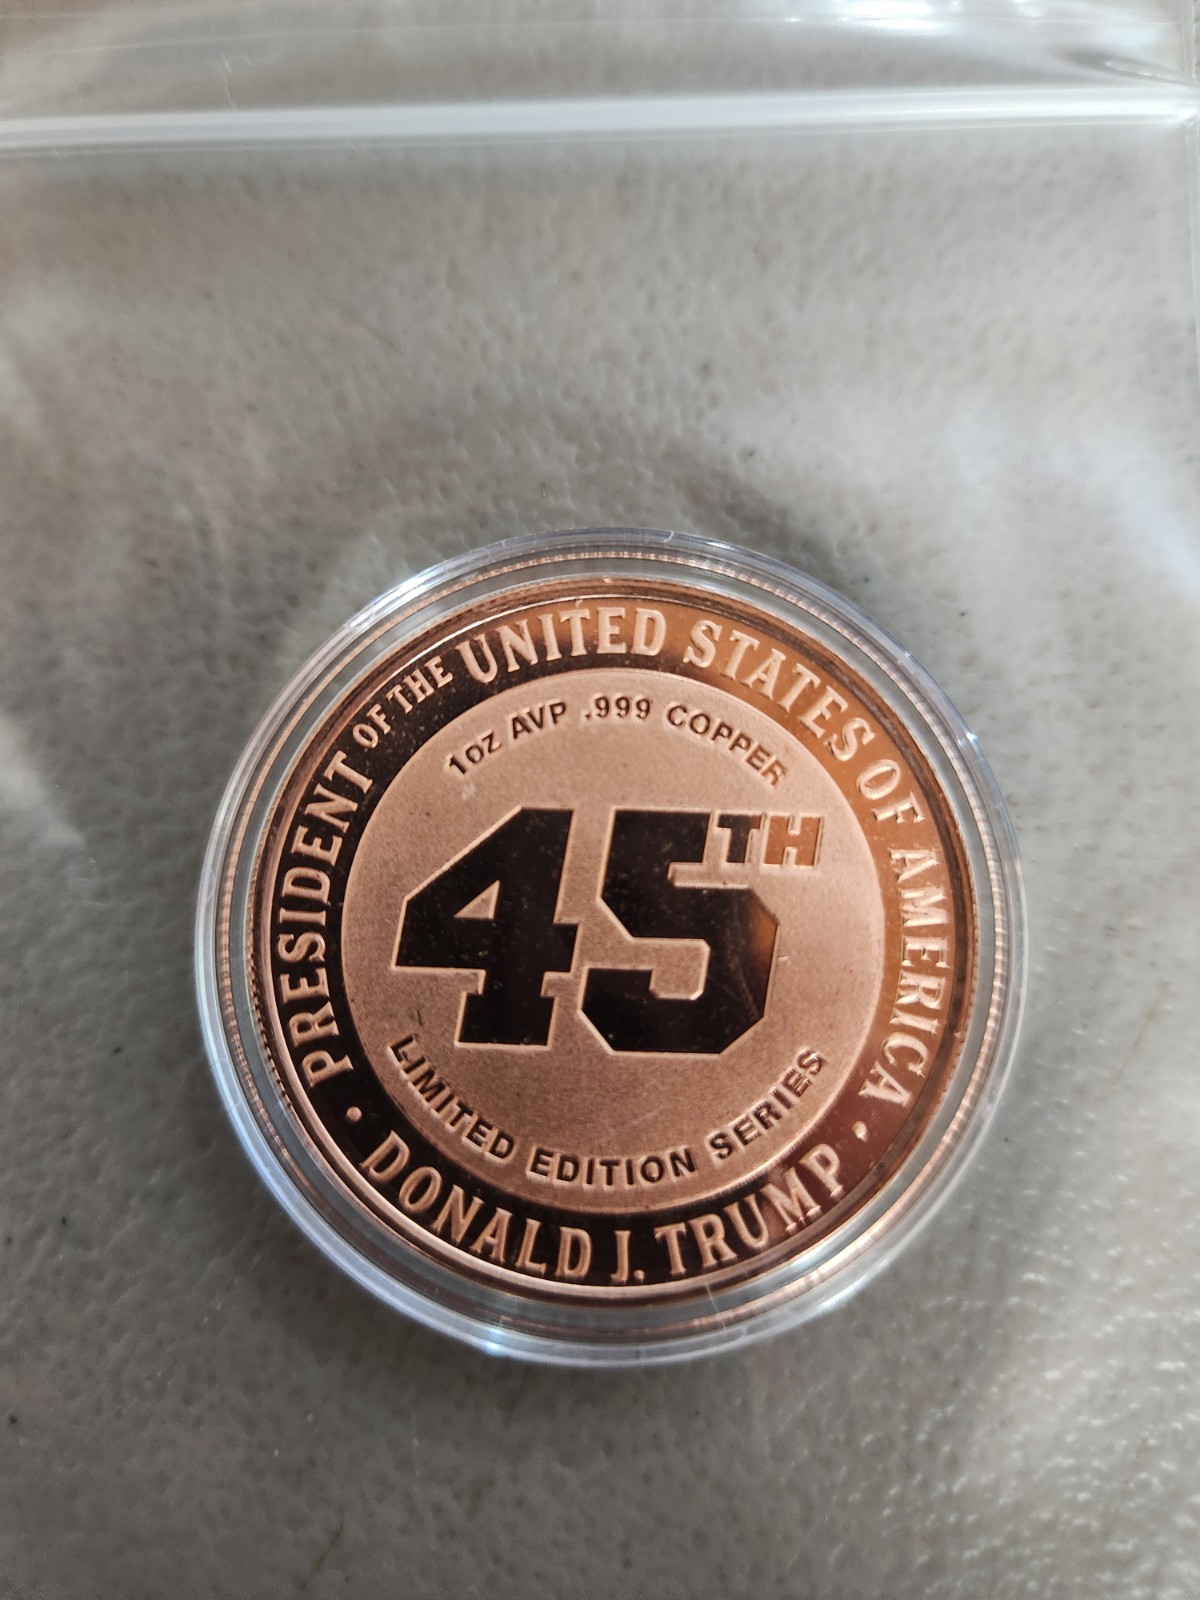 PRESIDENT OF THE UNITED STATES OF AMERICA
1OZ AVP .999 COPPER
45TH
LIMITED EDITION SERIES
• DONALD J. TRUMP •